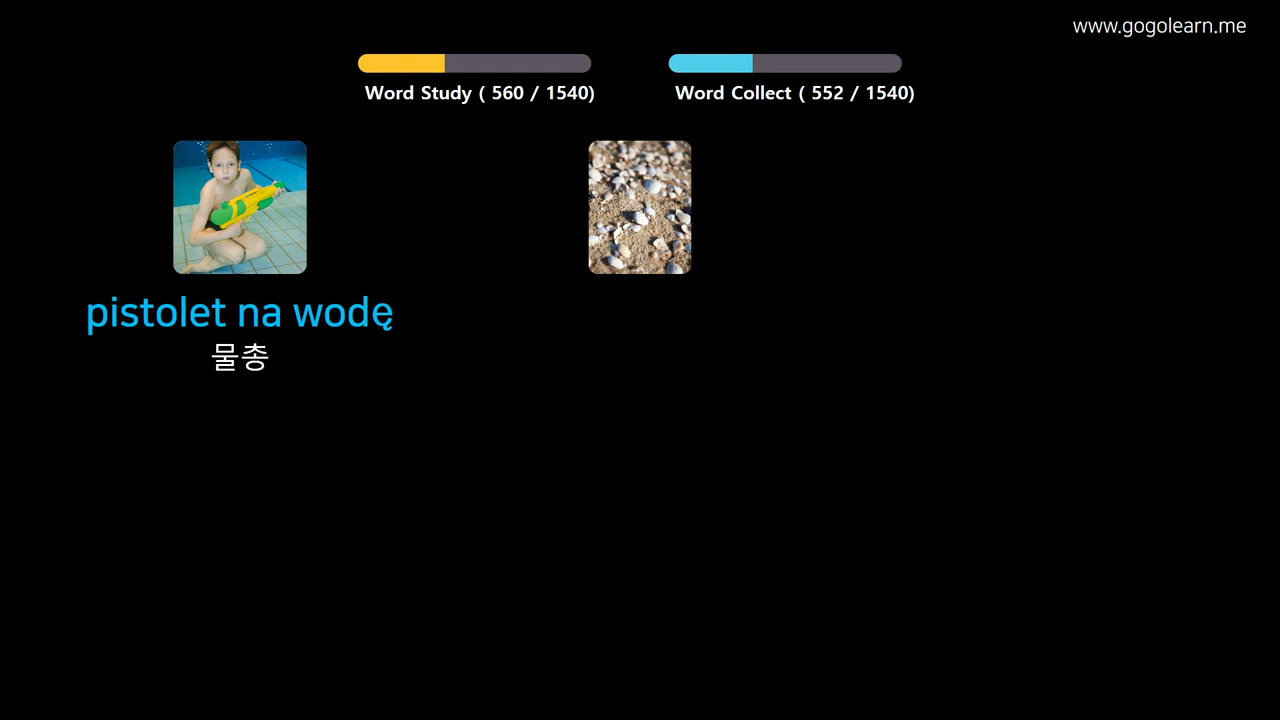 www.gogolearn.me
Word Study ( 560 / 1540)
Word Collect ( 552 / 1540)
pistolet na wodę
물총